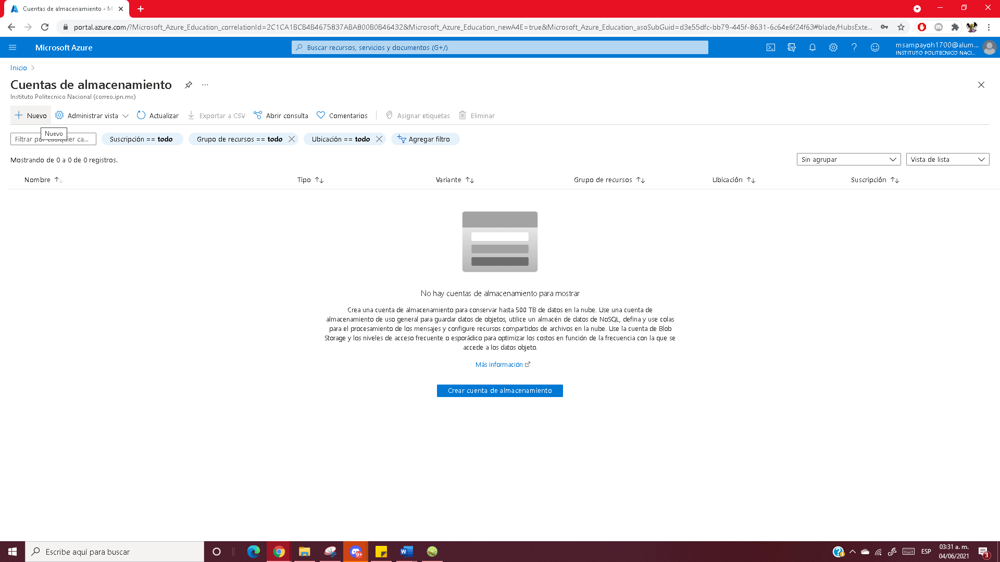 Cuentas de almacenamiento - Mi
portal.azure.com/?Microsoft_Azure_Education_correlationId=2C1CA1BCB4B4675837ABA800B0B46432&Microsoft_Azure_Education_newA4E=true&Microsoft_Azure_Education_asoSubGuid=d3e55dfc-bb79-445f-8631-6c64e6f24f63#blade/HubsExte...
Microsoft Azure
Buscar recursos, servicios y documentos (G+/)
msampayoh1700@alum...
INSTITUTO POLITECNICO NACI...
Inicio
Cuentas de almacenamiento
Instituto Politecnico Nacional (correo.ipn.mx)
Nuevo Administrar vista Actualizar Exportar a CSV Abrir consulta Comentarios Asignar etiquetas Eliminar
Nuevo
Filtrar por cualquier ca... Suscripción == todo Grupo de recursos == todo Ubicación == todo Agregar filtro
Mostrando de 0 a 0 de 0 registros. Sin agrupar Vista de lista
Nombre Tipo Variante Grupo de recursos Ubicación Suscripción
No hay cuentas de almacenamiento para mostrar
Crea una cuenta de almacenamiento para conservar hasta 500 TB de datos en la nube. Use una cuenta de
almacenamiento de uso general para guardar datos de objetos, utilice un almacén de datos de NoSQL, defina y use colas
para el procesamiento de los mensajes y configure recursos compartidos de archivos en la nube. Use la cuenta de Blob
Storage y los niveles de acceso frecuente o esporádico para optimizar los costos en función de la frecuencia con la que se
accede a los datos objeto.
Más información
Crear cuenta de almacenamiento
Escribe aquí para buscar
9+
ESP
03:31 a. m.
04/06/2021
3